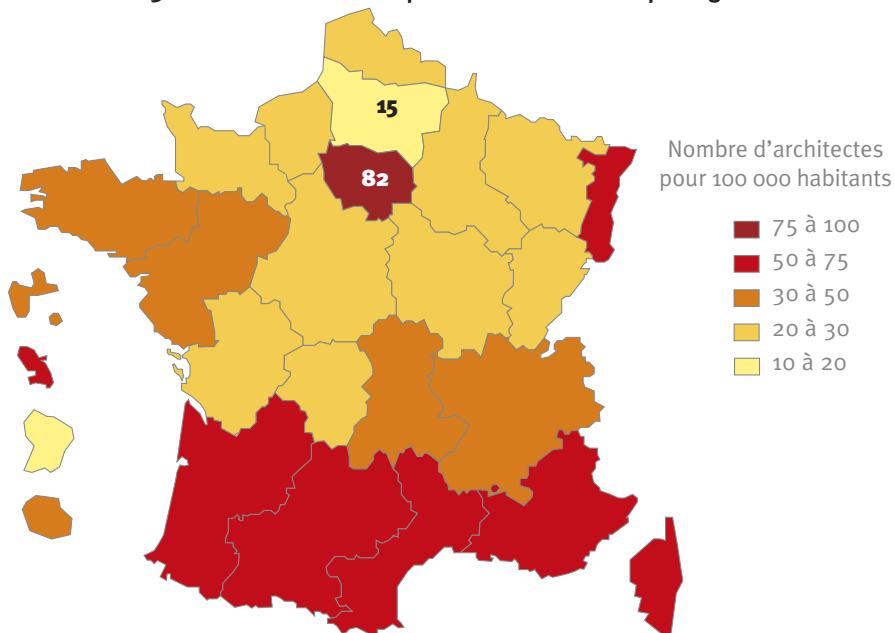 15
82
Nombre d'architectes
pour 100 000 habitants
75 à 100
50 à 75
30 à 50
20 à 30
10 à 20